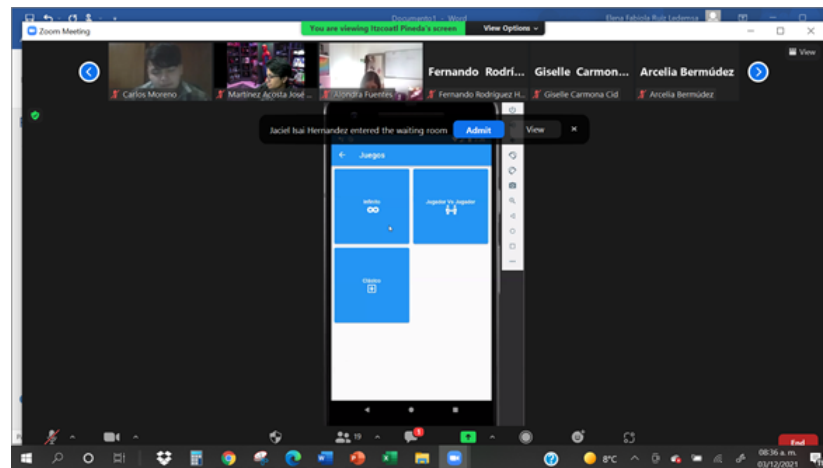 Documento1 - Word
Elena Fabiola Ruiz Ledesma
Zoom Meeting
You are viewing Itzcoatl Pineda's screen
View Options
View
Fernando Rodrí...
Giselle Carmon...
Arcelia Bermúdez
Carlos Moreno
Martinez Acosta José ...
Alondra Fuentes
Fernando Rodríguez H...
Giselle Carmona Cid
Arcelia Bermúdez
Jaciel Isai Hernandez entered the waiting room
Admit
View
Juegos
Infinito
Jugador Vs Jugador
Clásico
19
End
8°C
08:36 a. m.
03/12/2021